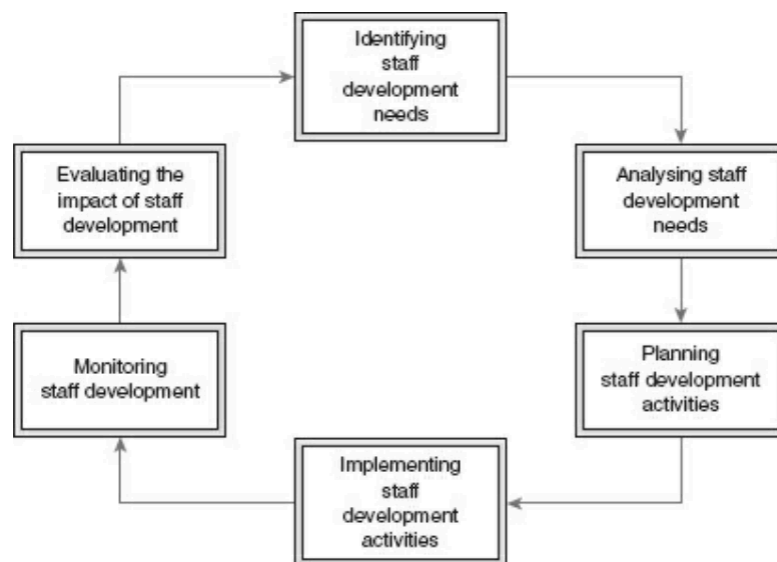 Identifying
staff
development
needs
Analysing staff
development
needs
Planning
staff development
activities
Implementing
staff
development
activities
Monitoring
staff development
Evaluating the
impact of staff
development